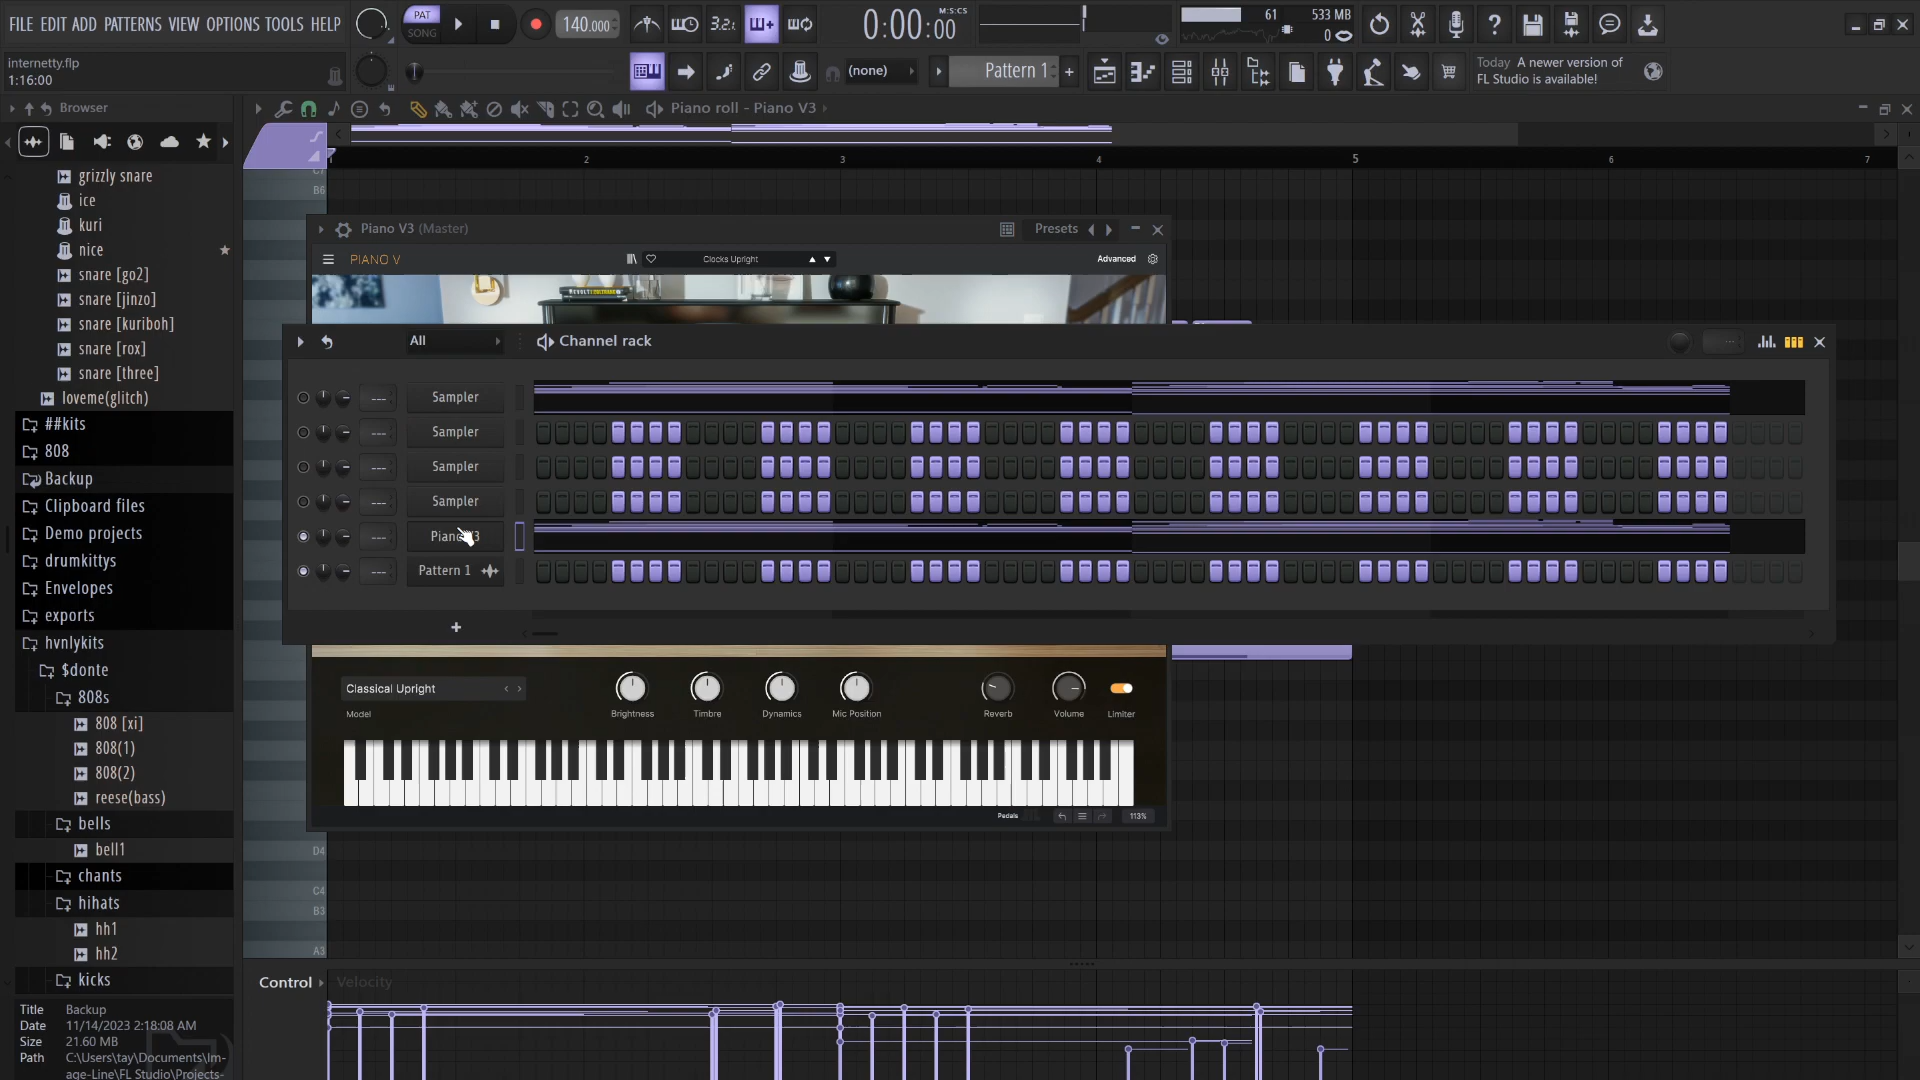 FILE EDIT ADD PATTERNS VIEW OPTIONS TOOLS HELP
PAT
SONG
140.000
3.2.
0:00:00
M:S:CS
61
533 MB
0
internetty.flp
1:16:00
(none)
Pattern 1
+
Today A newer version of
FL Studio is available!
Browser
Piano roll - Piano V3
2
3
4
5
6
7
grizzly snare
ice
kuri
nice
snare [go2]
snare [jinzo]
snare [kuriboh]
snare [rox]
snare [three]
loveme(glitch)
##kits
808
Backup
Clipboard files
Demo projects
drumkittys
Envelopes
exports
hvnlykits
$donte
808s
808 [xi]
808(1)
808(2)
reese(bass)
bells
bell1
chants
hihats
hh1
hh2
kicks
Title Backup
Date 11/14/2023 2:18:08 AM
Size 21.60 MB
Path C:\Users\tay\Documents\Im-
age-Line\FL Studio\Projects-
C7
B6
Piano V3 (Master)
Presets
PIANO V
Clocks Upright
Advanced
All
Channel rack
--- Sampler
--- Sampler
--- Sampler
--- Sampler
---
--- Pattern 1
+
Classical Upright
Model
Brightness
Timbre
Dynamics
Mic Position
Reverb
Volume
Limiter
Pedals
113%
D4
C4
B3
A3
Control
Velocity